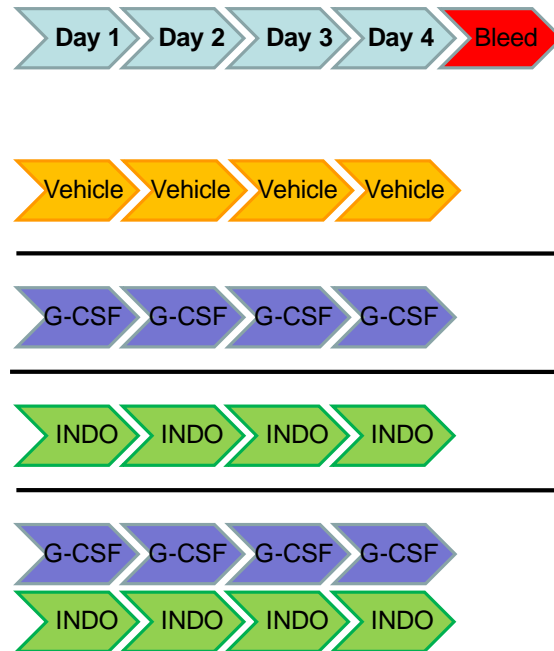 Day 1 Day 2 Day 3 Day 4 Bleed
Vehicle Vehicle Vehicle Vehicle
G-CSF G-CSF G-CSF G-CSF
INDO INDO INDO INDO
G-CSF G-CSF G-CSF G-CSF
INDO INDO INDO INDO